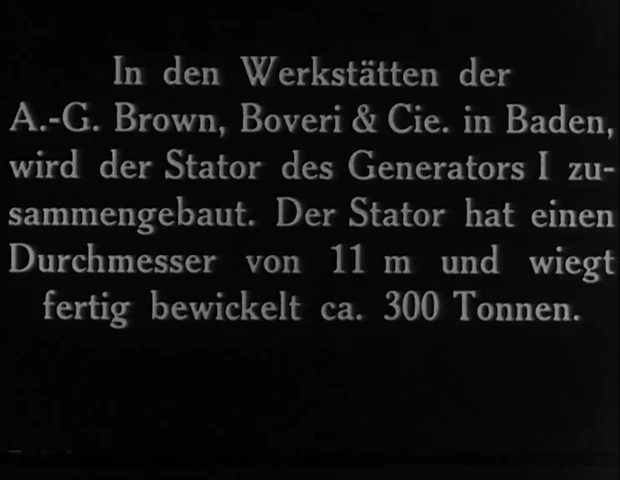 In den Werkstätten der
A.-G. Brown, Boveri & Cie. in Baden,
wird der Stator des Generators I zu-
sammengebaut. Der Stator hat einen
Durchmesser von 11 m und wiegt
fertig bewickelt ca. 300 Tonnen.